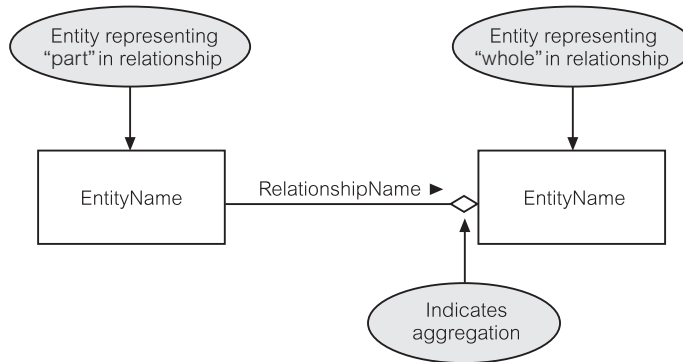 Entity representing
“part” in relationship
Entity representing
“whole” in relationship
EntityName
RelationshipName ►
EntityName
Indicates
aggregation